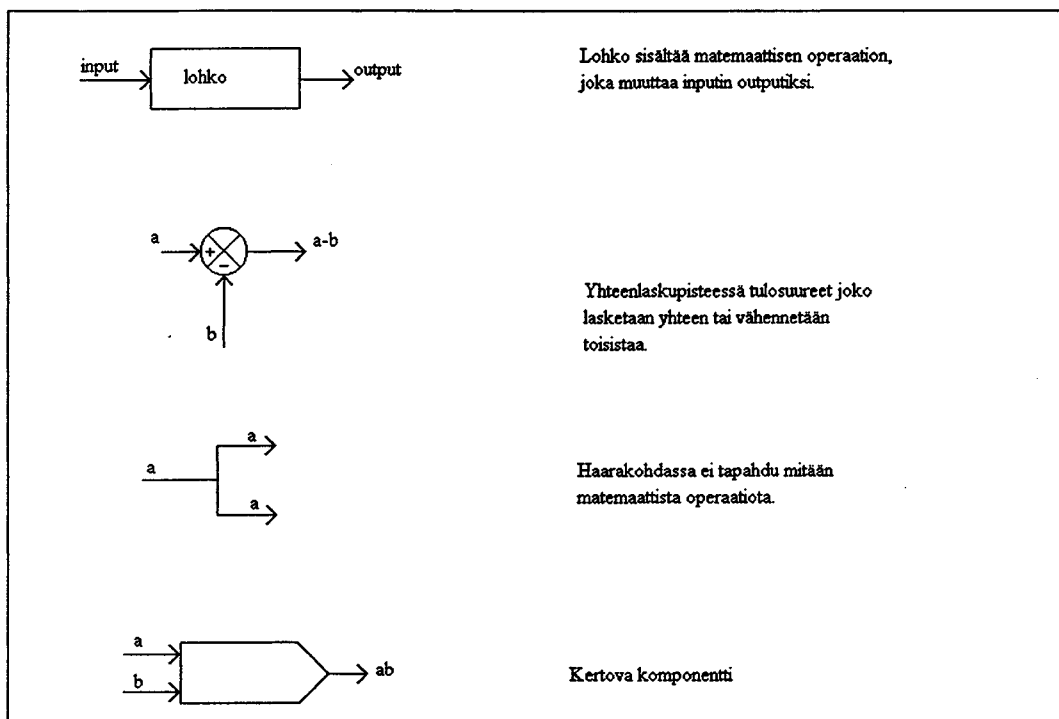 input
lohko
output
Lohko sisältää matemaattisen operaation,
joka muuttaa inputin outputiksi.
a
+
−
a-b
b
Yhteenlaskupisteessä tulosuureet joko
lasketaan yhteen tai vähennetään
toisistaa.
a
a
a
Haarakohdassa ei tapahdu mitään
matemaattista operaatiota.
a
b
ab
Kertova komponentti